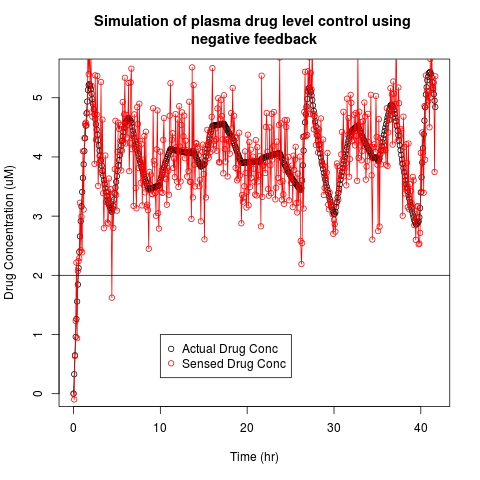 Simulation of plasma drug level control using
negative feedback
Drug Concentration (uM)
5
4
3
2
1
0
Actual Drug Conc
Sensed Drug Conc
0 10 20 30 40
Time (hr)